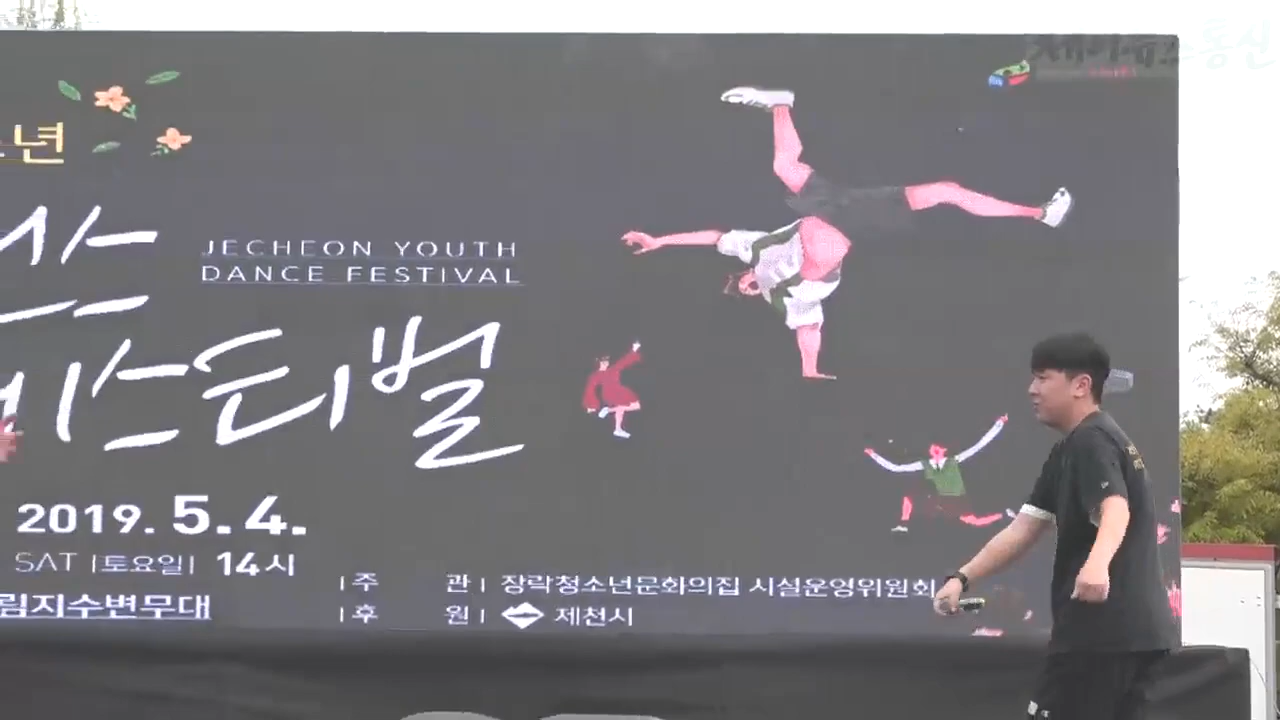 년
JECHEON YOUTH
DANCE FESTIVAL
스티벌
2019. 5. 4.
SAT |토요일| 14시
림지수변무대
|주 관| 장락청소년문화의집 시설운영위원회
|후 원| 제천시